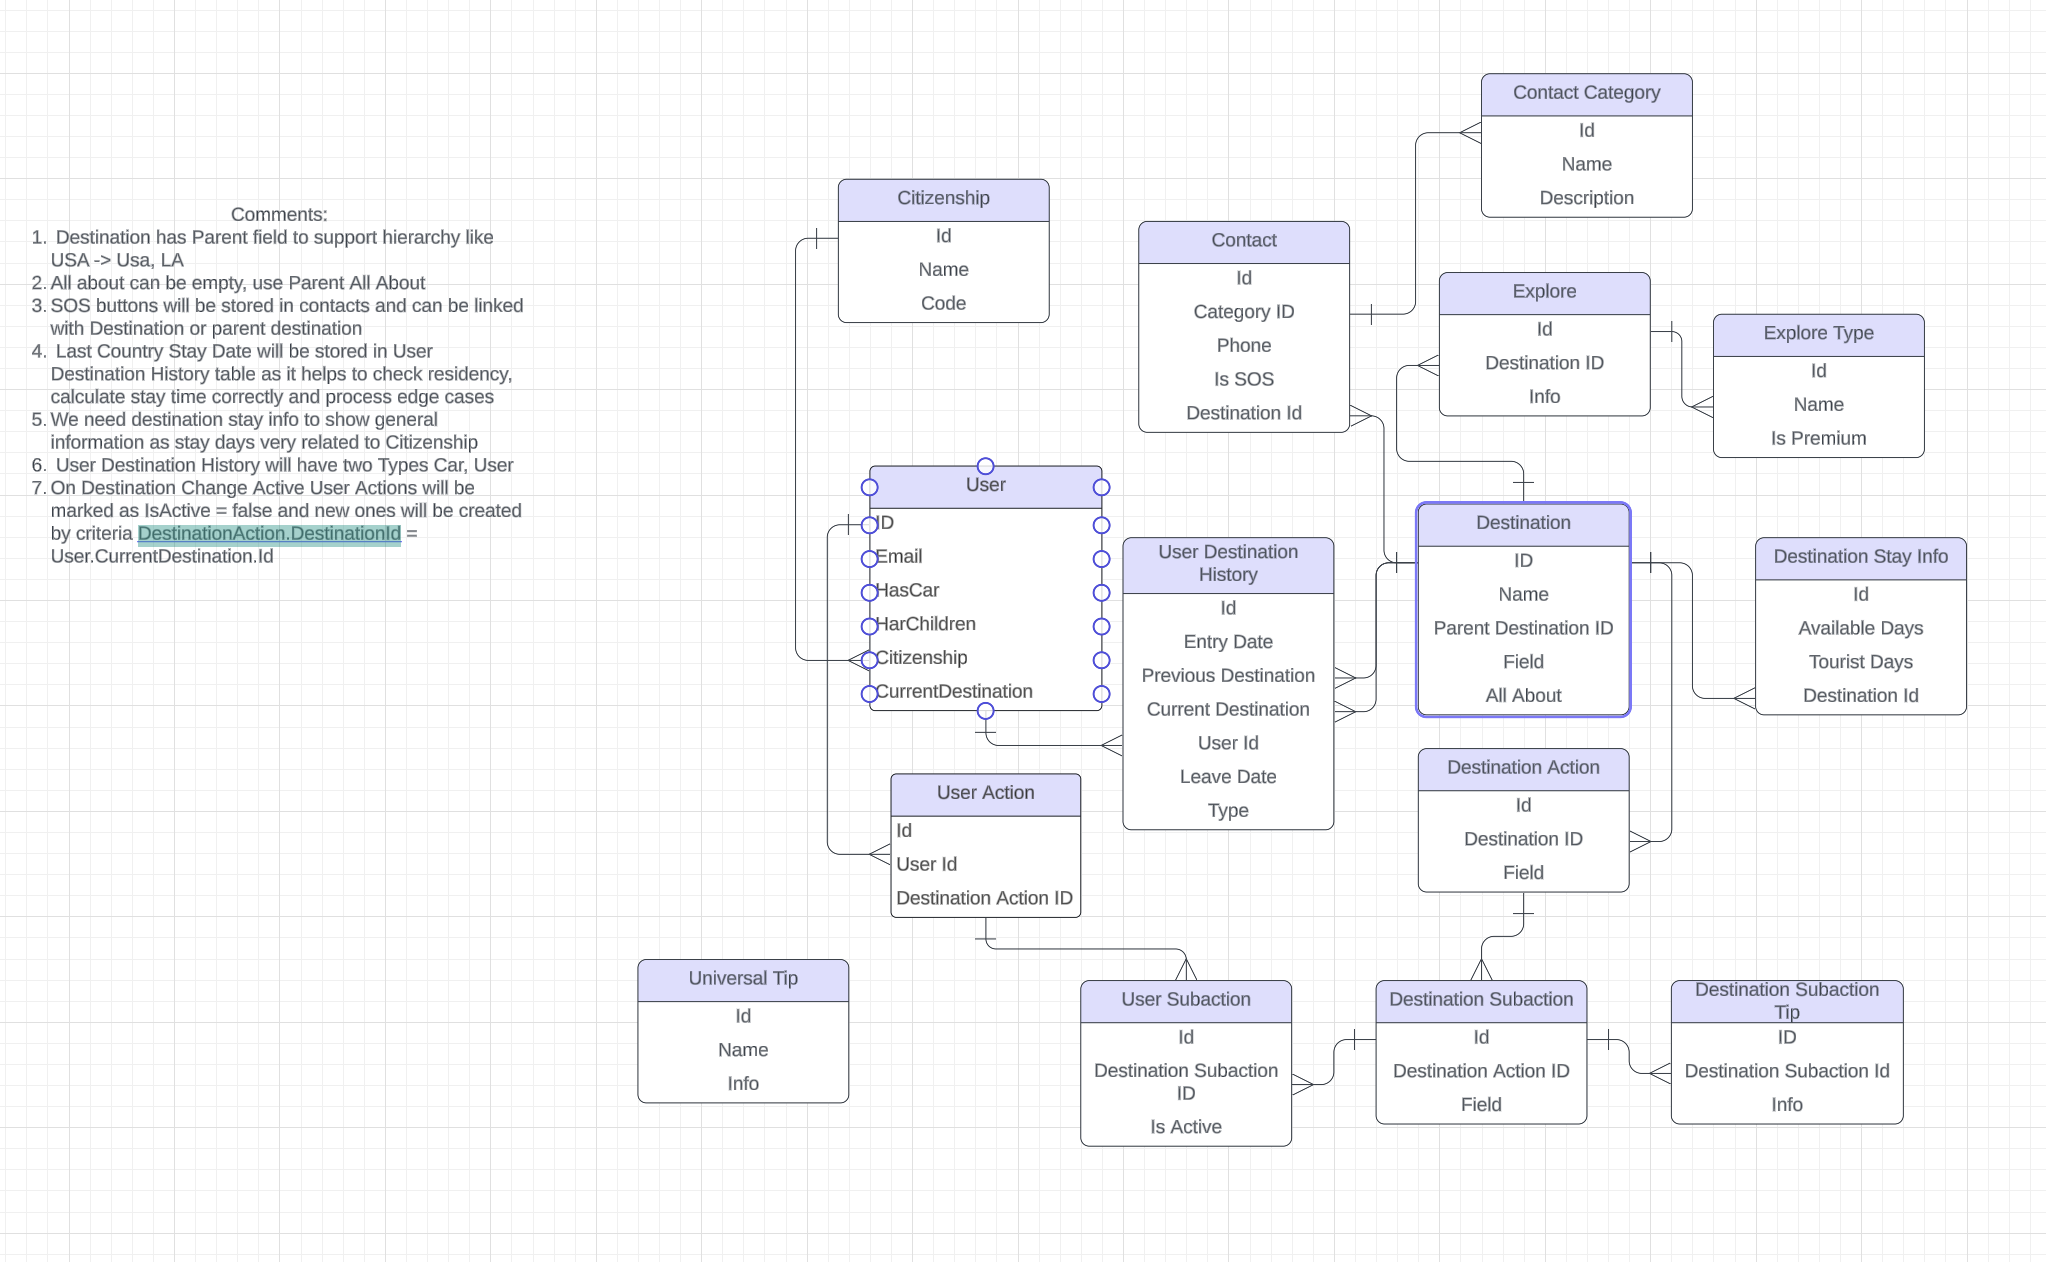 Comments:
1. Destination has Parent field to support hierarchy like
USA -> Usa, LA
2. All about can be empty, use Parent All About
3. SOS buttons will be stored in contacts and can be linked
with Destination or parent destination
4. Last Country Stay Date will be stored in User
Destination History table as it helps to check residency,
calculate stay time correctly and process edge cases
5. We need destination stay info to show general
information as stay days very related to Citizenship
6. User Destination History will have two Types Car, User
7. On Destination Change Active User Actions will be
marked as IsActive = false and new ones will be created
by criteria DestinationAction.DestinationId =
User.CurrentDestination.Id
Contact Category
Id
Name
Description
Citizenship
Id
Name
Code
Contact
Id
Category ID
Phone
Is SOS
Destination Id
Explore
Id
Destination ID
Info
Explore Type
Id
Name
Is Premium
User
ID
Email
HasCar
HarChildren
Citizenship
CurrentDestination
User Destination
History
Id
Entry Date
Previous Destination
Current Destination
User Id
Leave Date
Type
Destination
ID
Name
Parent Destination ID
Field
All About
Destination Stay Info
Id
Available Days
Tourist Days
Destination Id
User Action
Id
User Id
Destination Action ID
Destination Action
Id
Destination ID
Field
Universal Tip
Id
Name
Info
User Subaction
Id
Destination Subaction
ID
Is Active
Destination Subaction
Id
Destination Action ID
Field
Destination Subaction
Tip
ID
Destination Subaction Id
Info